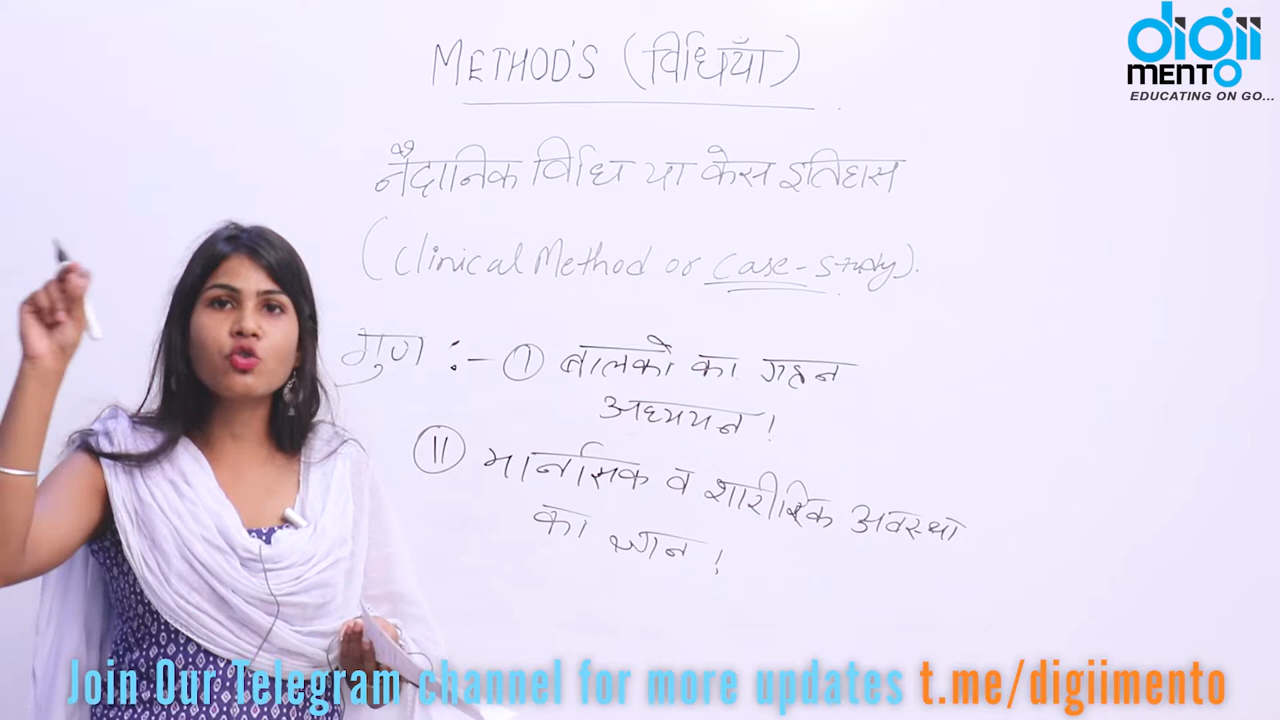 digii
MENTO
EDUCATING ON GO...
METHOD'S (विधियाँ)
नैदानिक विधि या केस इतिहास
(Clinical Method or Case-Study).
गुण :- ① बालकों का गहन
अध्ययन !
② मानसिक व शारीरिक अवस्था
का ज्ञान !
Join Our Telegram channel for more updates t.me/digiimento